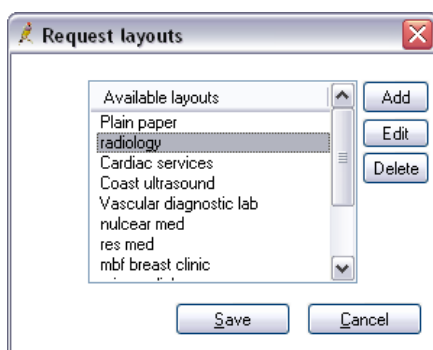 Request layouts
Available layouts
Add
Plain paper
radiology
Edit
Cardiac services
Coast ultrasound
Delete
Vascular diagnostic lab
nulcear med
res med
mbf breast clinic
Save
Cancel